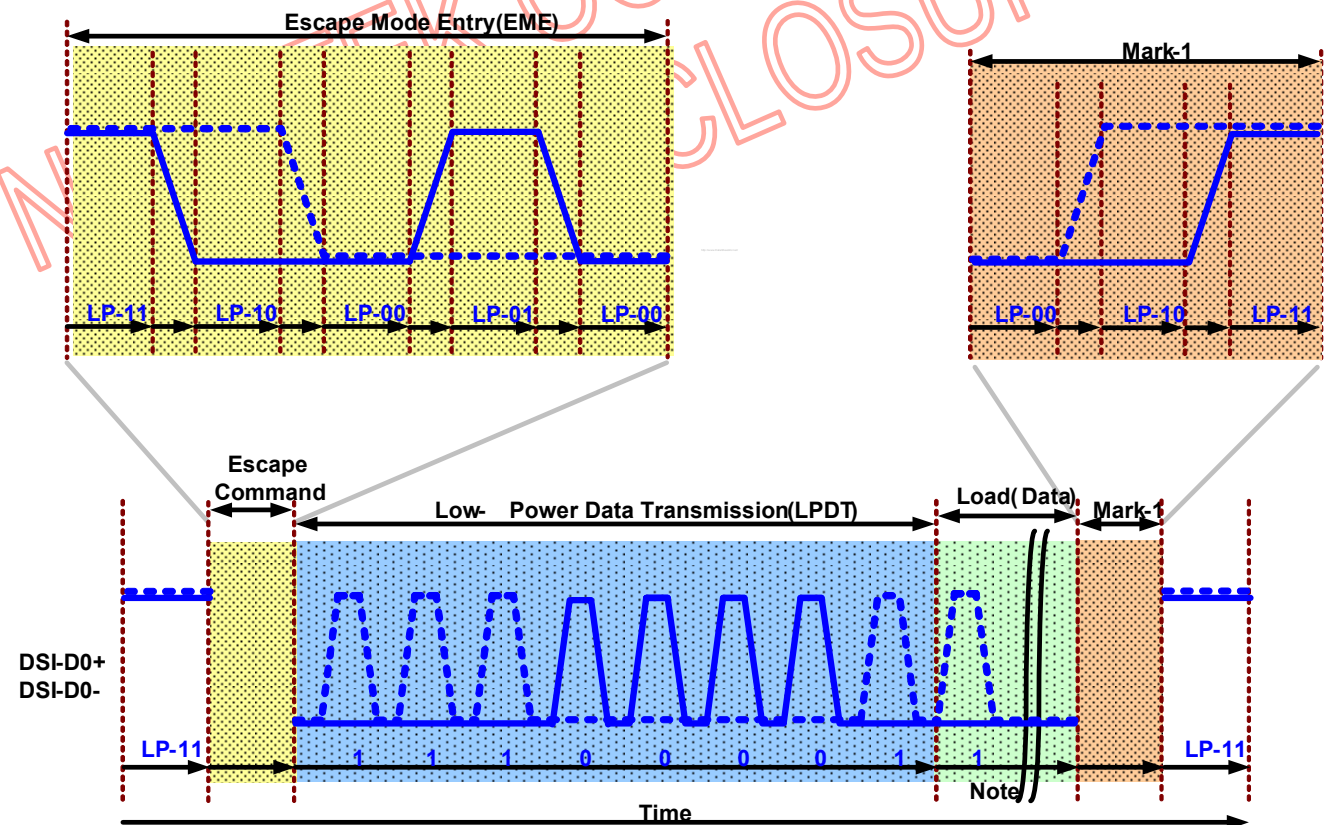 Escape Mode Entry(EME)
Mark-1
LP-11 LP-10 LP-00 LP-01 LP-00
LP-00 LP-10 LP-11
Escape
Command
Low- Power Data Transmission(LPDT)
Load(Data)
Mark-1
DSI-D0+
DSI-D0-
LP-11
1 1 1 0 0 0 0 1 1
LP-11
Note
Time